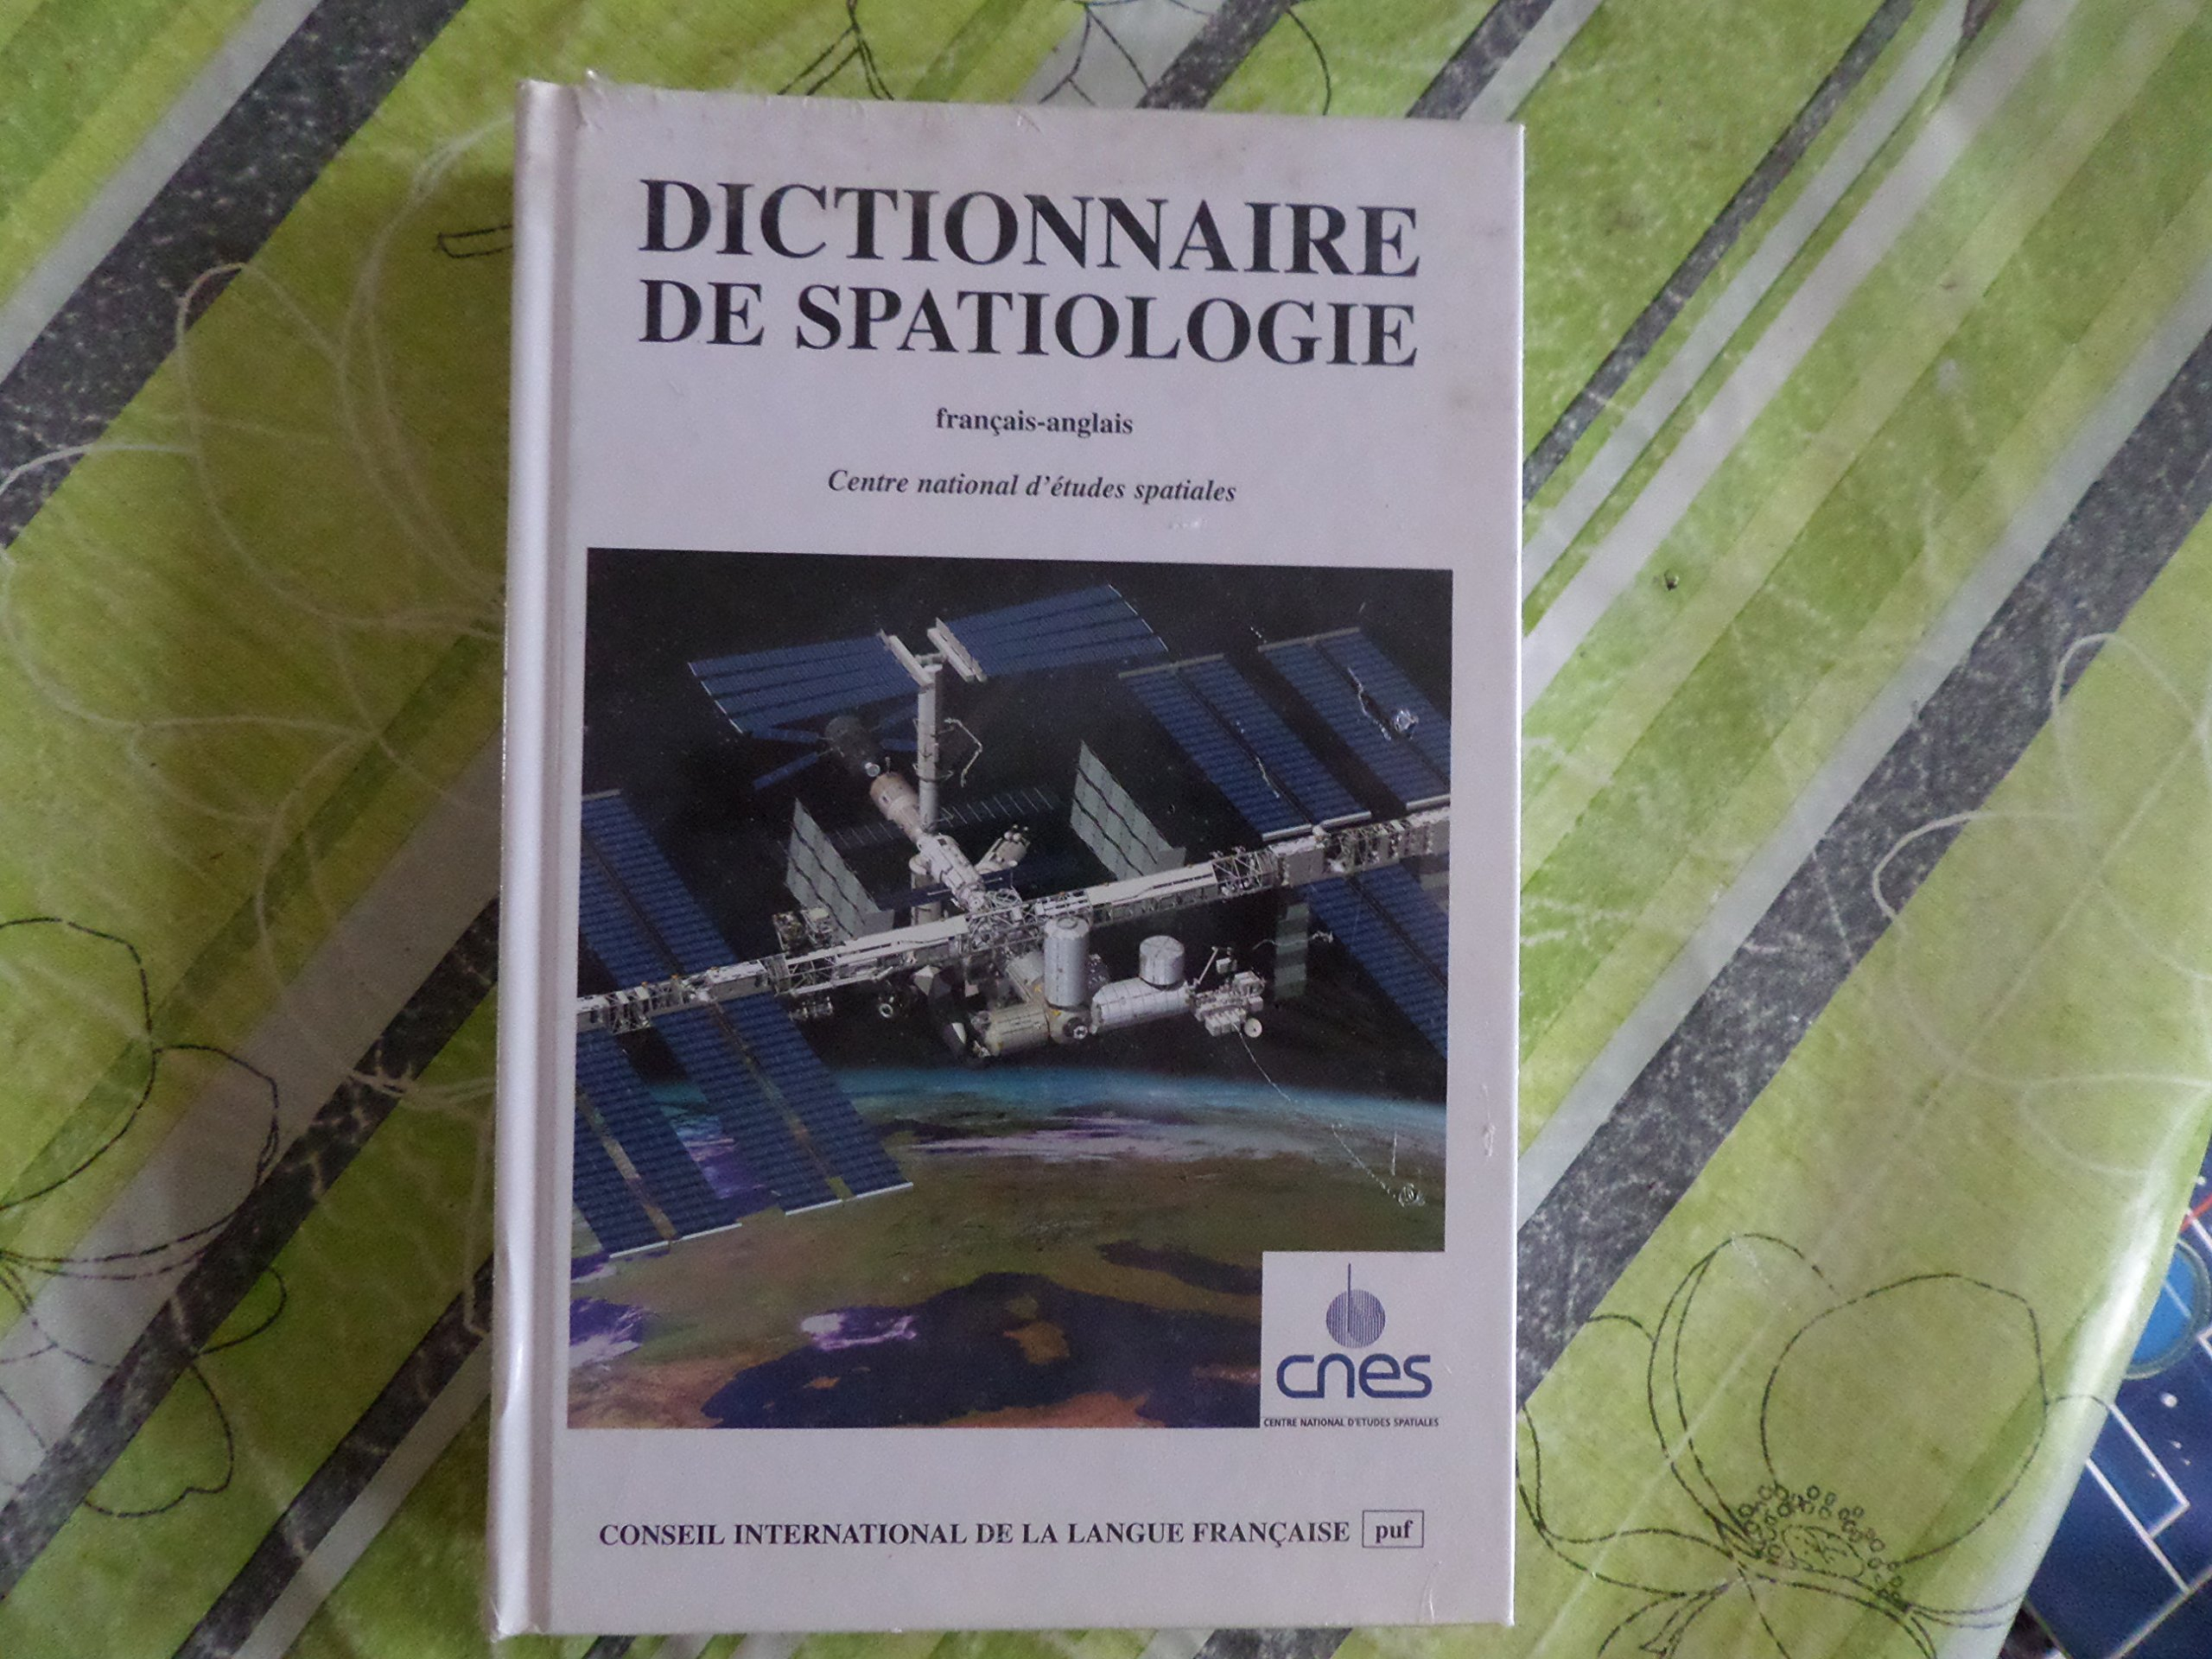 DICTIONNAIRE
DE SPATIOLOGIE
français-anglais
Centre national d'études spatiales
cnes
CENTRE NATIONAL D'ETUDES SPATIALES
CONSEIL INTERNATIONAL DE LA LANGUE FRANÇAISE puf